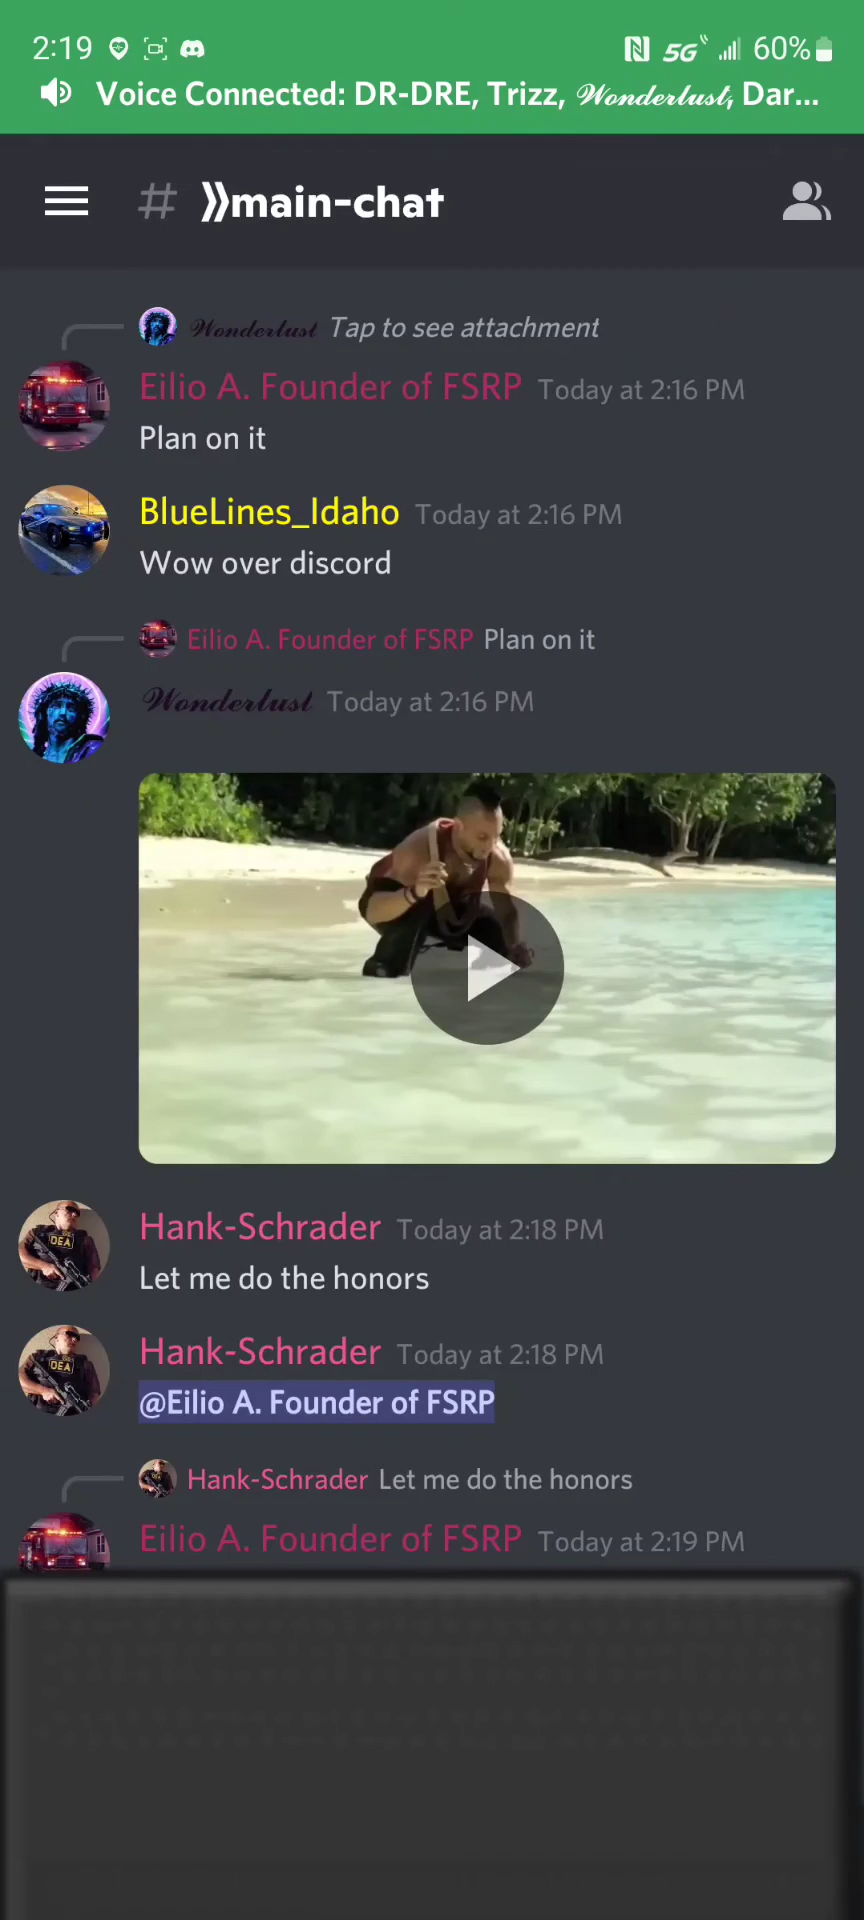 2:19 5G 60%
Voice Connected: DR-DRE, Trizz, 𝒲𝑜𝓃𝒹𝑒𝓇𝓁𝓊𝓈𝓉, Dar...
# ⟫main-chat
𝒲𝑜𝓃𝒹𝑒𝓇𝓁𝓊𝓈𝓉 Tap to see attachment
Eilio A. Founder of FSRP Today at 2:16 PM
Plan on it
BlueLines_Idaho Today at 2:16 PM
Wow over discord
Eilio A. Founder of FSRP Plan on it
𝒲𝑜𝓃𝒹𝑒𝓇𝓁𝓊𝓈𝓉 Today at 2:16 PM
DEA
Hank-Schrader Today at 2:18 PM
Let me do the honors
DEA
Hank-Schrader Today at 2:18 PM
@Eilio A. Founder of FSRP
Hank-Schrader Let me do the honors
Eilio A. Founder of FSRP Today at 2:19 PM